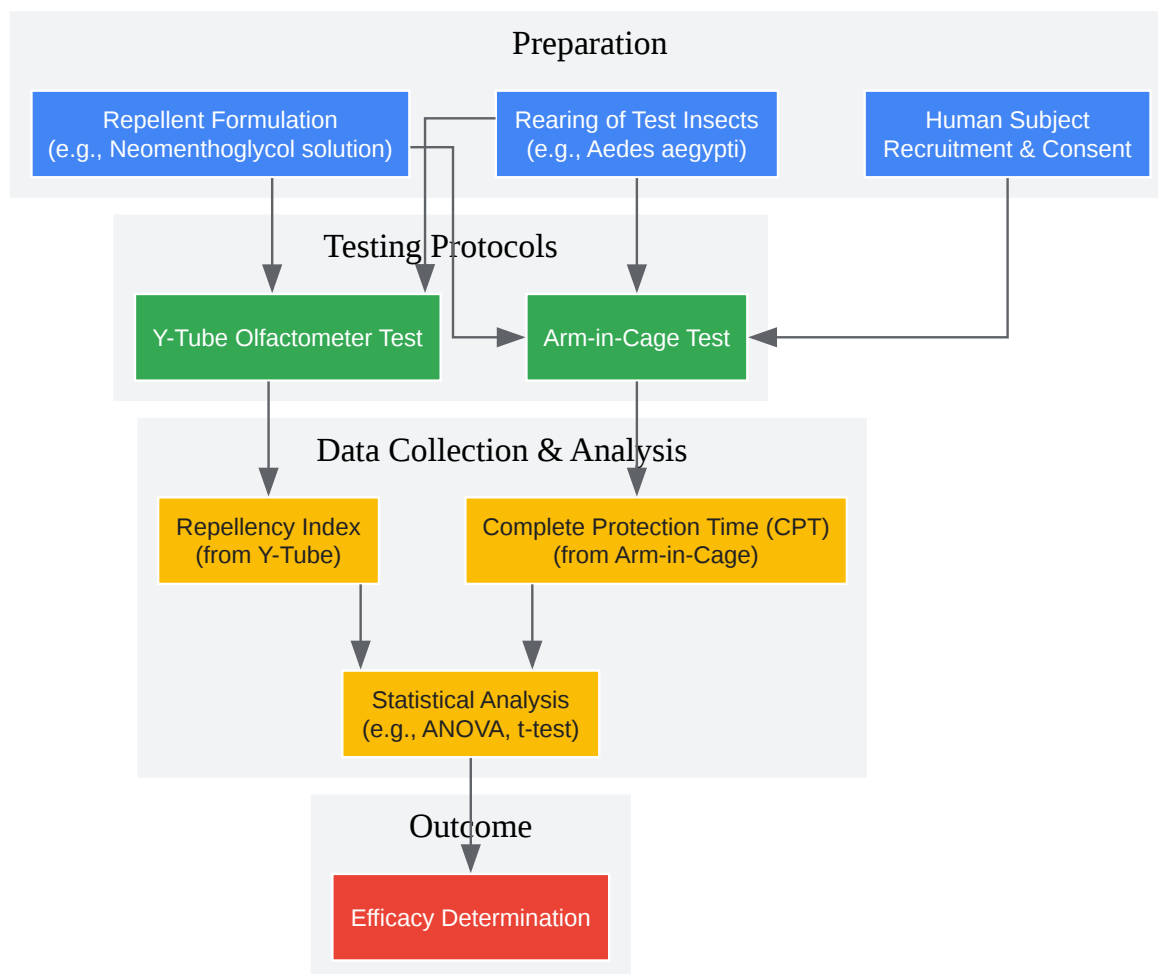 Preparation
Repellent Formulation
(e.g., Neomenthoglycol solution)
Rearing of Test Insects
(e.g., Aedes aegypti)
Human Subject
Recruitment & Consent
Testing Protocols
Y-Tube Olfactometer Test
Arm-in-Cage Test
Data Collection & Analysis
Repellency Index
(from Y-Tube)
Complete Protection Time (CPT)
(from Arm-in-Cage)
Statistical Analysis
(e.g., ANOVA, t-test)
Outcome
Efficacy Determination